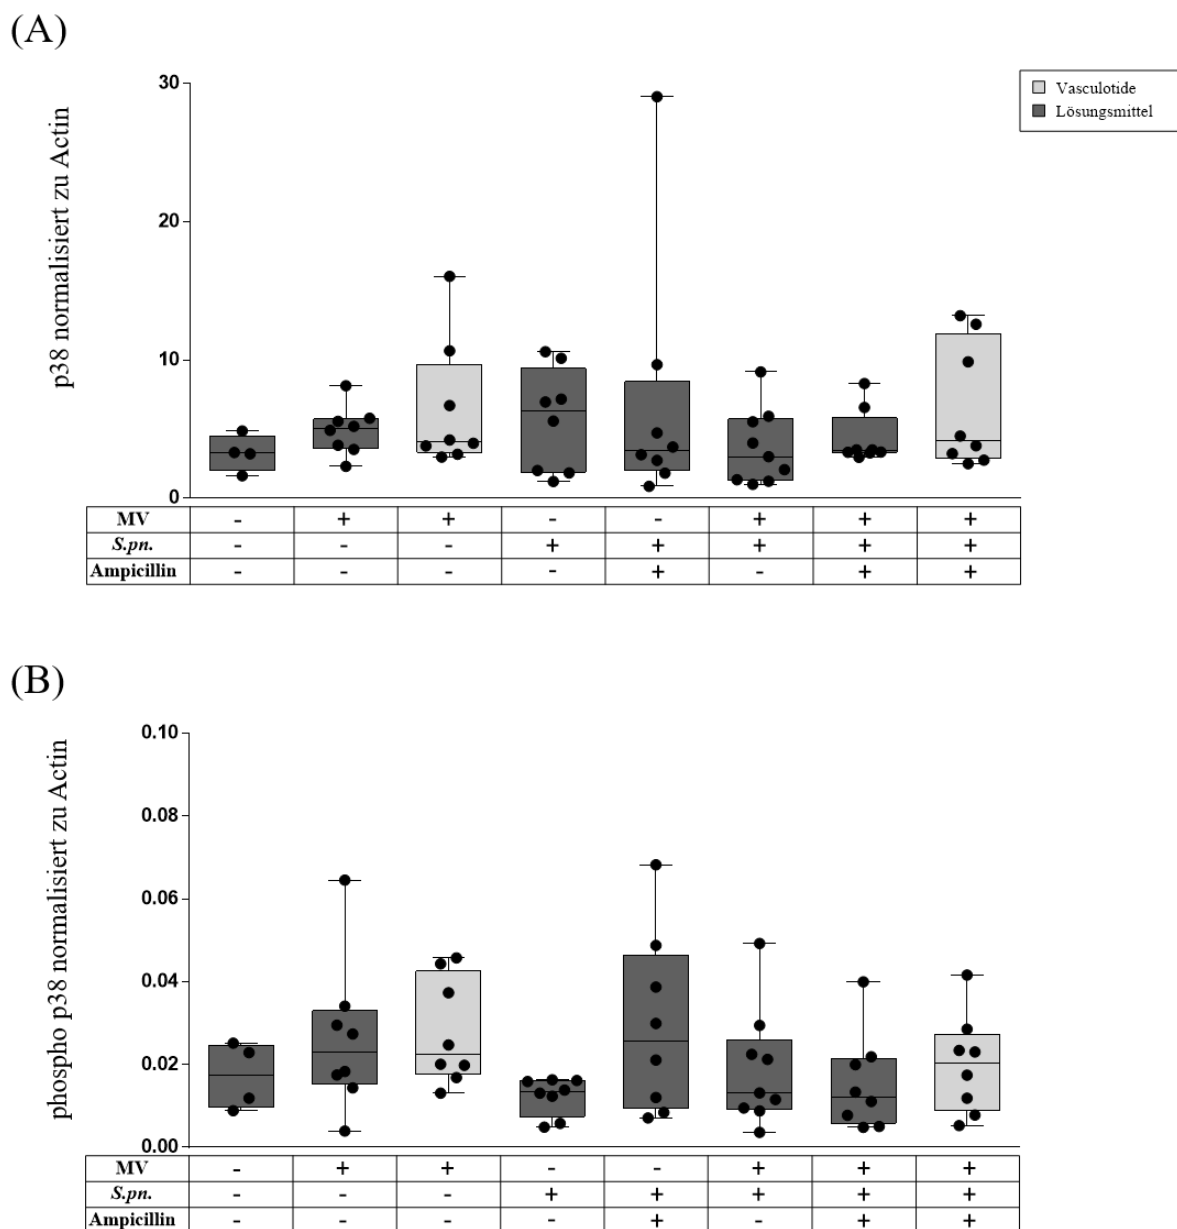 (A)
p38 normalisiert zu Actin
30
20
10
0
Vasculotide
Lösungsmittel
MV - + + - - + + +
S.pn. - - - + + + + +
Ampicillin - - - - + - + +
(B)
phospho p38 normalisiert zu Actin
0.10
0.08
0.06
0.04
0.02
0.00
MV - + + - - + + +
S.pn. - - - + + + + +
Ampicillin - - - - + - + +